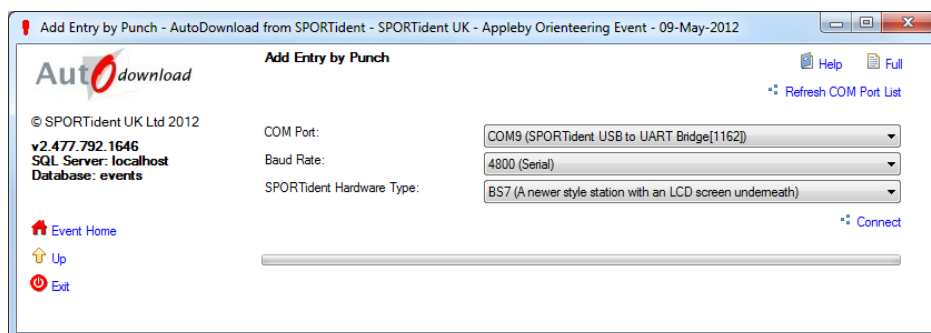 Add Entry by Punch - AutoDownload from SPORTident - SPORTident UK - Appleby Orienteering Event - 09-May-2012
AutOdownload
Add Entry by Punch
Help
Full
Refresh COM Port List
© SPORTident UK Ltd 2012
v2.477.792.1646
SQL Server: localhost
Database: events
COM Port:
COM9 (SPORTident USB to UART Bridge[1162])
Baud Rate:
4800 (Serial)
SPORTident Hardware Type:
BS7 (A newer style station with an LCD screen underneath)
Connect
Event Home
Up
Exit